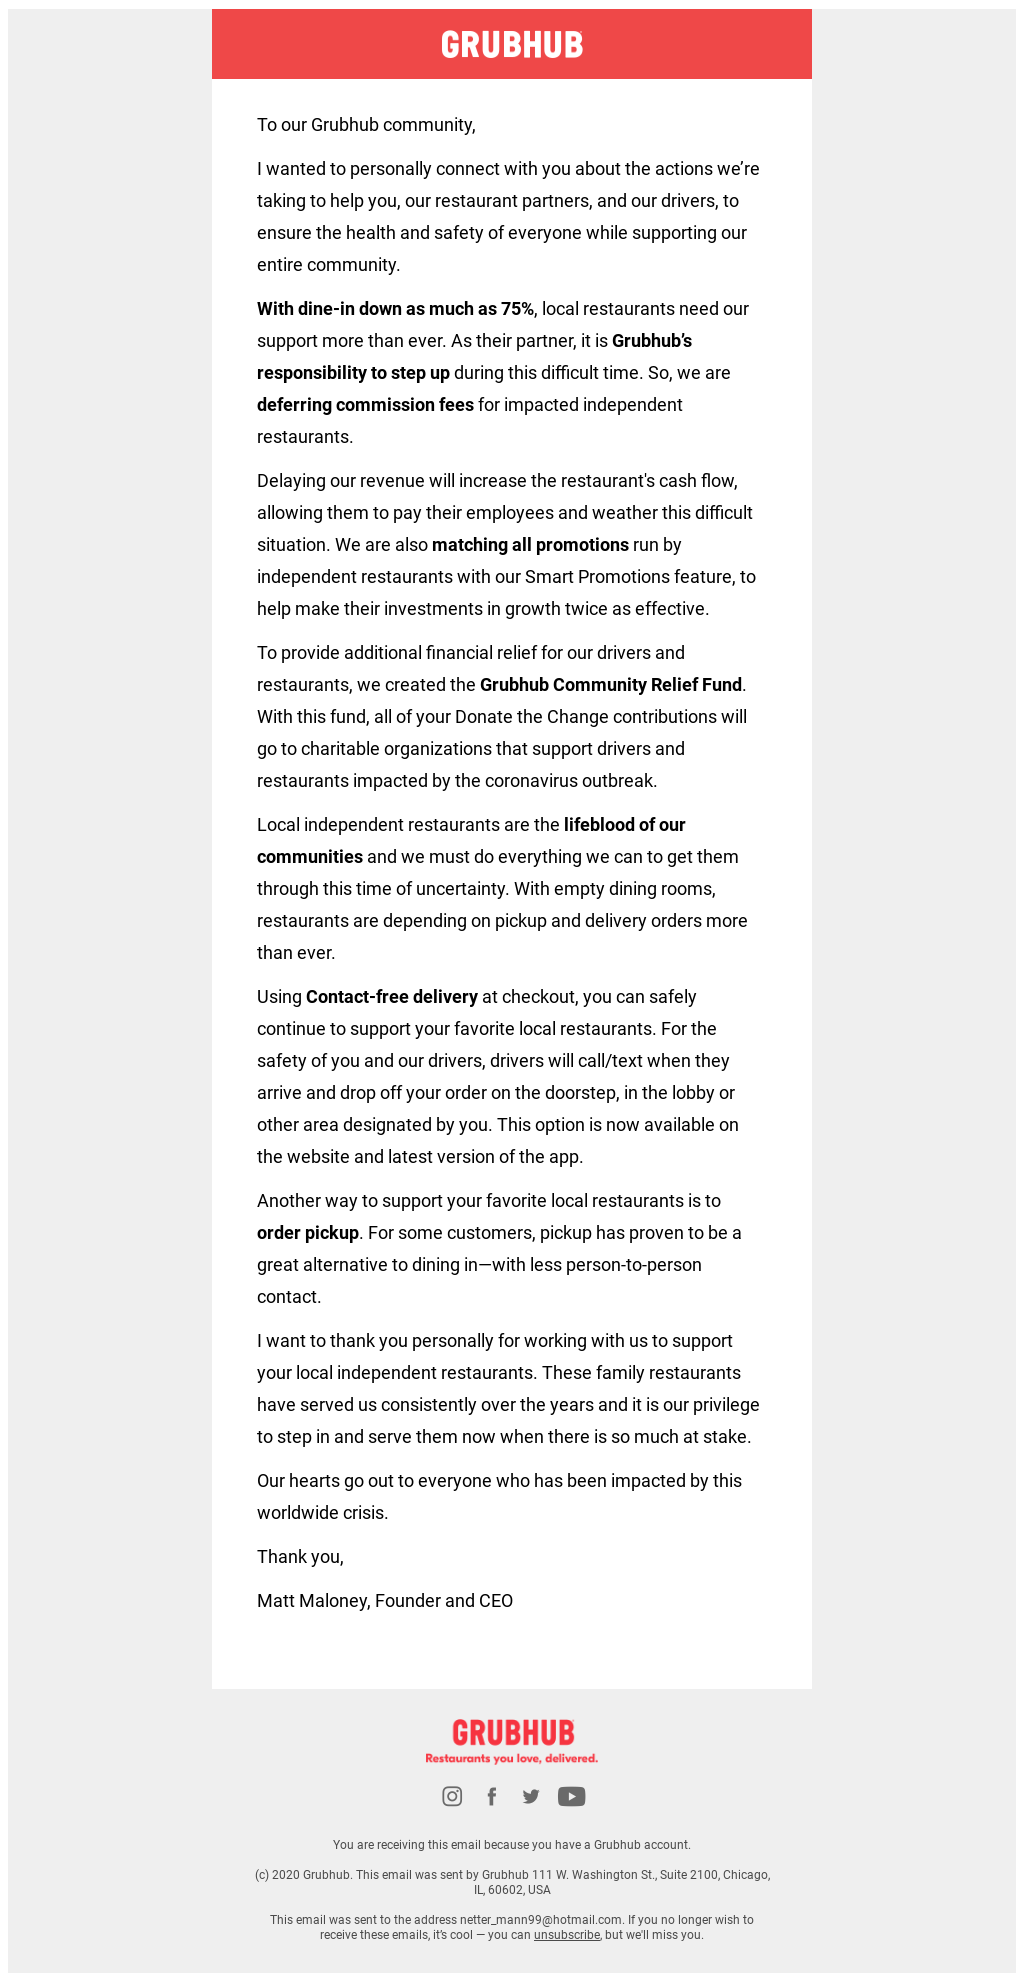 GRUBHUB
To our Grubhub community,
I wanted to personally connect with you about the actions we’re
taking to help you, our restaurant partners, and our drivers, to
ensure the health and safety of everyone while supporting our
entire community.
With dine-in down as much as 75%, local restaurants need our
support more than ever. As their partner, it is Grubhub’s
responsibility to step up during this difficult time. So, we are
deferring commission fees for impacted independent
restaurants.
Delaying our revenue will increase the restaurant's cash flow,
allowing them to pay their employees and weather this difficult
situation. We are also matching all promotions run by
independent restaurants with our Smart Promotions feature, to
help make their investments in growth twice as effective.
To provide additional financial relief for our drivers and
restaurants, we created the Grubhub Community Relief Fund.
With this fund, all of your Donate the Change contributions will
go to charitable organizations that support drivers and
restaurants impacted by the coronavirus outbreak.
Local independent restaurants are the lifeblood of our
communities and we must do everything we can to get them
through this time of uncertainty. With empty dining rooms,
restaurants are depending on pickup and delivery orders more
than ever.
Using Contact-free delivery at checkout, you can safely
continue to support your favorite local restaurants. For the
safety of you and our drivers, drivers will call/text when they
arrive and drop off your order on the doorstep, in the lobby or
other area designated by you. This option is now available on
the website and latest version of the app.
Another way to support your favorite local restaurants is to
order pickup. For some customers, pickup has proven to be a
great alternative to dining in—with less person-to-person
contact.
I want to thank you personally for working with us to support
your local independent restaurants. These family restaurants
have served us consistently over the years and it is our privilege
to step in and serve them now when there is so much at stake.
Our hearts go out to everyone who has been impacted by this
worldwide crisis.
Thank you,
Matt Maloney, Founder and CEO
GRUBHUB
Restaurants you love, delivered.
You are receiving this email because you have a Grubhub account.
(c) 2020 Grubhub. This email was sent by Grubhub 111 W. Washington St., Suite 2100, Chicago,
IL, 60602, USA
This email was sent to the address netter_mann99@hotmail.com. If you no longer wish to
receive these emails, it’s cool — you can unsubscribe, but we'll miss you.